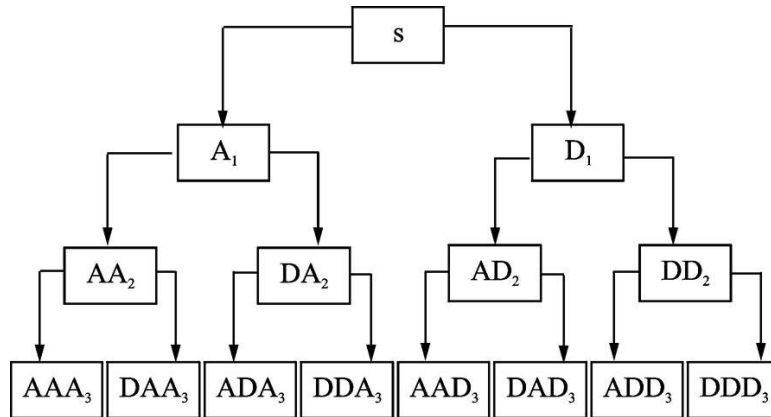 s
A₁ D₁
AA₂ DA₂ AD₂ DD₂
AAA₃ DAA₃ ADA₃ DDA₃ AAD₃ DAD₃ ADD₃ DDD₃